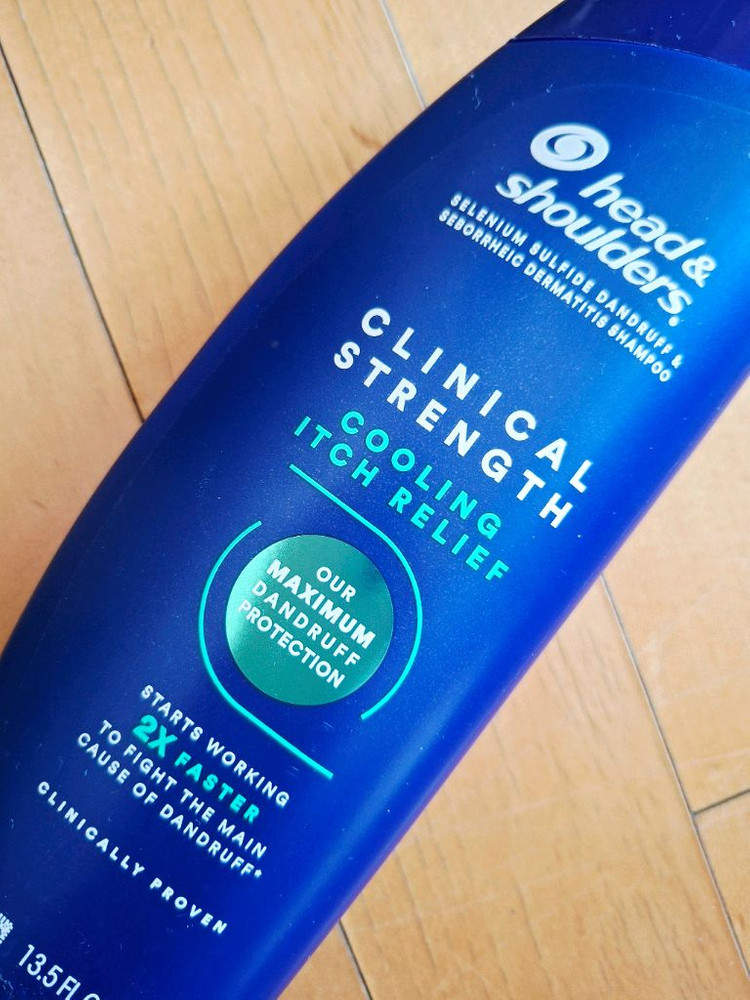 head &
shoulders®
SELENIUM SULFIDE DANDRUFF &
SEBORRHEIC DERMATITIS SHAMPOO
CLINICAL
STRENGTH
COOLING
ITCH RELIEF
OUR
MAXIMUM
DANDRUFF
PROTECTION
STARTS WORKING
2X FASTER
TO FIGHT THE MAIN
CAUSE OF DANDRUFF*
CLINICALLY PROVEN
13.5 Fl